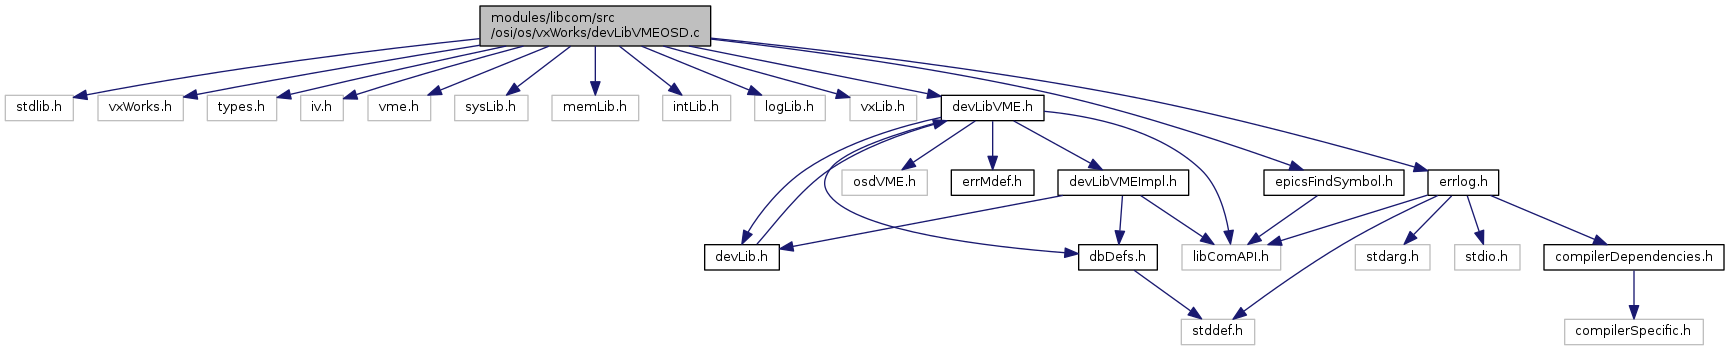 modules/libcom/src
/osi/os/vxWorks/devLibVMEOSD.c
stdlib.h
vxWorks.h
types.h
iv.h
vme.h
sysLib.h
memLib.h
intLib.h
logLib.h
vxLib.h
devLibVME.h
osdVME.h
errMdef.h
devLibVMEImpl.h
epicsFindSymbol.h
errlog.h
devLib.h
dbDefs.h
libComAPI.h
stdarg.h
stdio.h
compilerDependencies.h
stddef.h
compilerSpecific.h